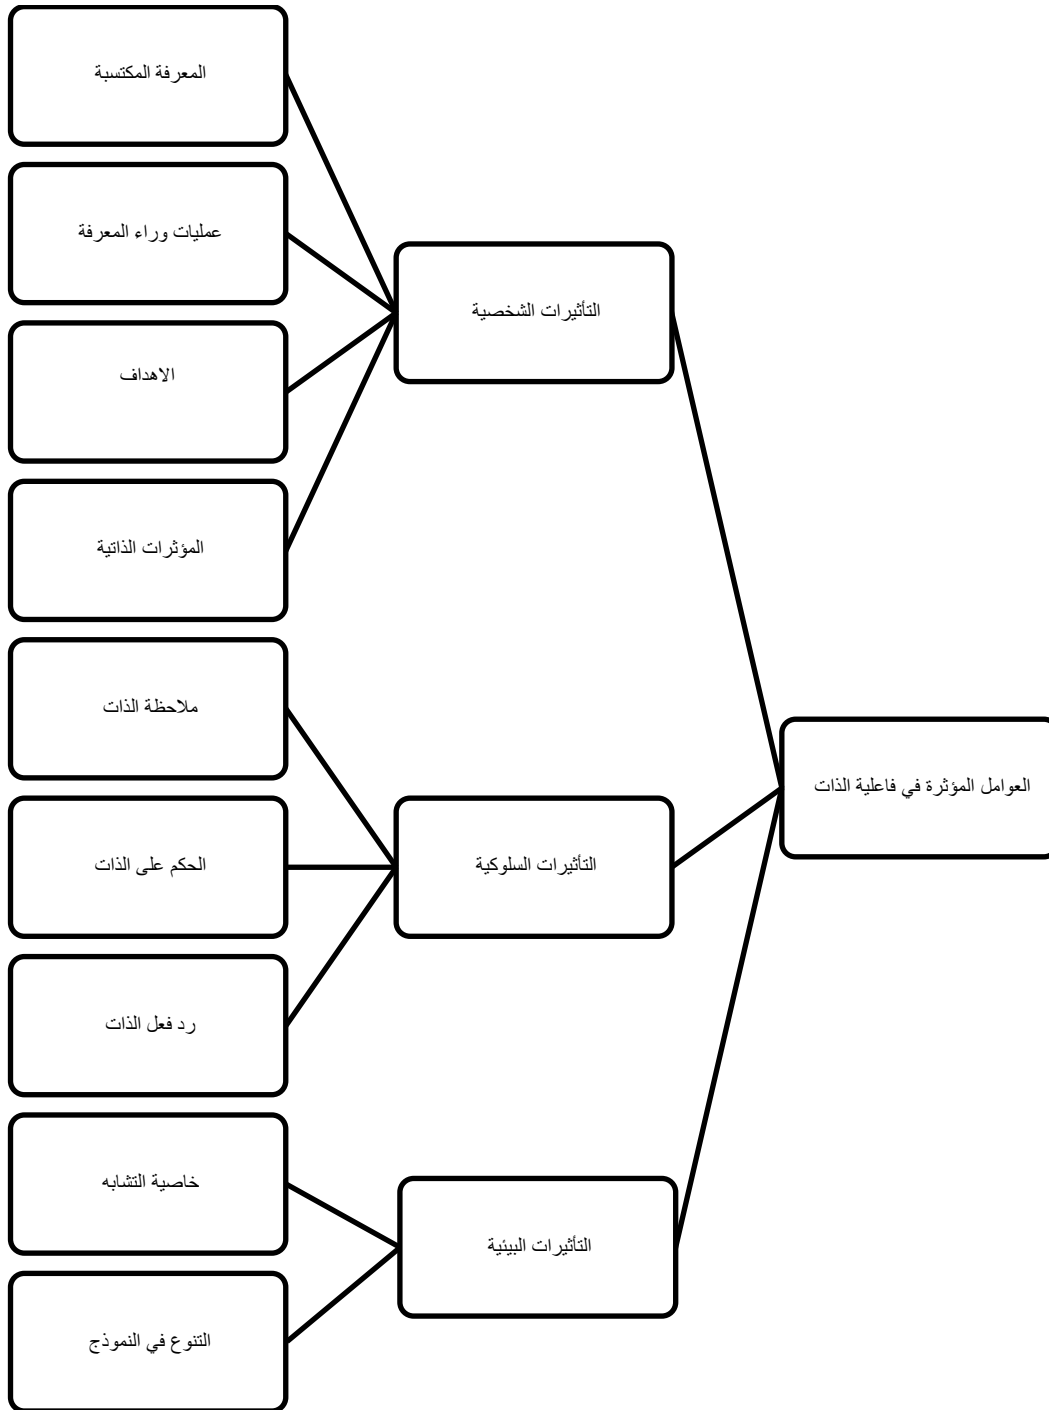 العوامل المؤثرة في فاعلية الذات
التأثيرات الشخصية
المعرفة المكتسبة
عمليات وراء المعرفة
الاهداف
المؤثرات الذاتية
التأثيرات السلوكية
ملاحظة الذات
الحكم على الذات
رد فعل الذات
التأثيرات البيئية
خاصية التشابه
التنوع في النموذج